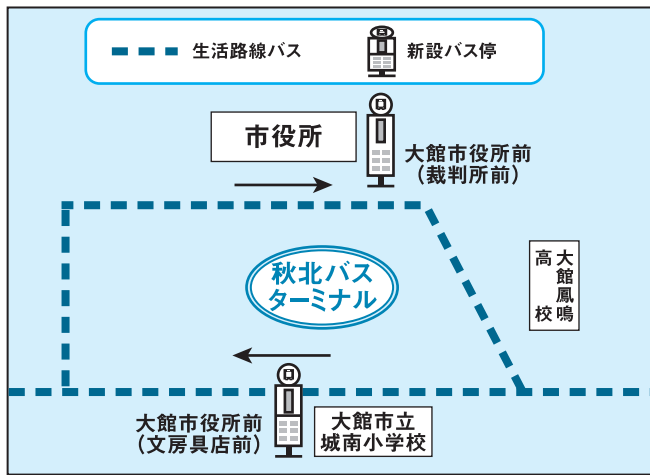 生活路線バス
新設バス停
市役所
大館市役所前
（裁判所前）
秋北バス
ターミナル
大館鳳鳴
高校
大館市役所前
（文房具店前）
大館市立
城南小学校